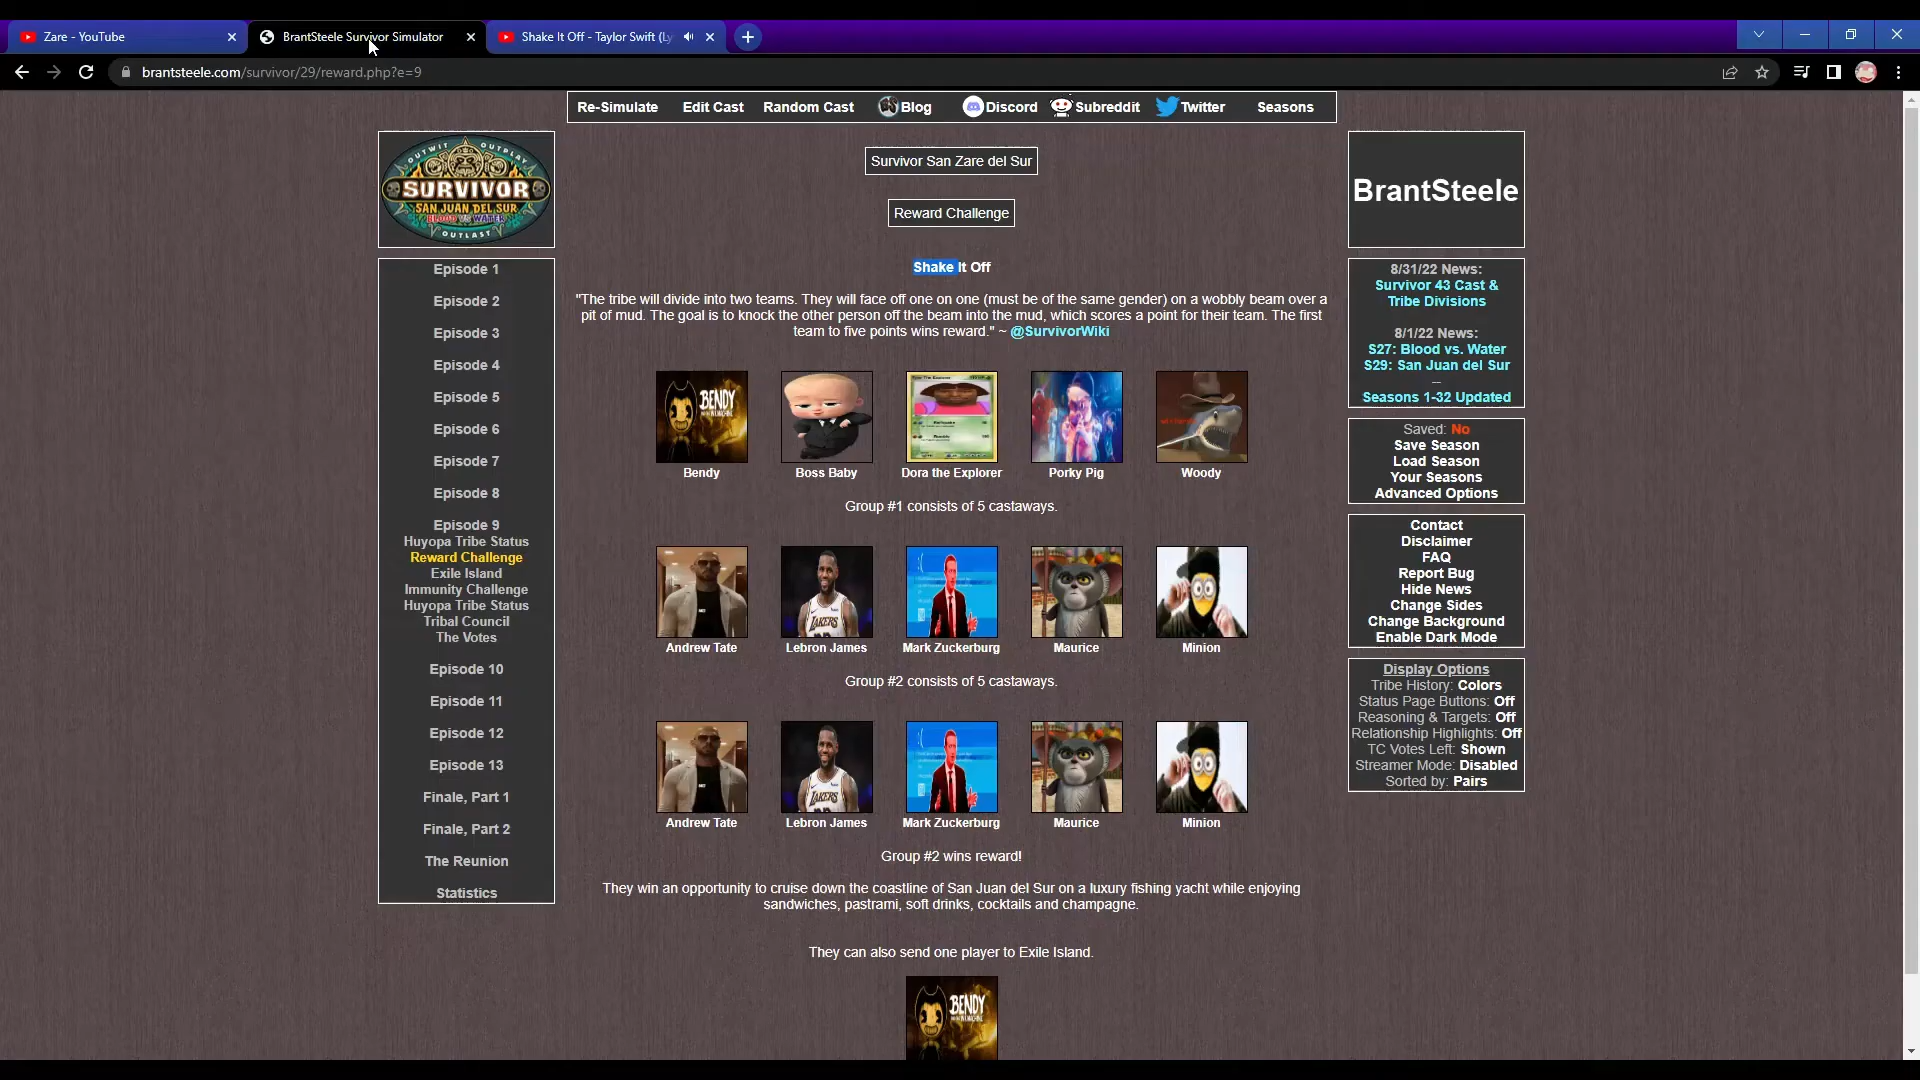 Zare - YouTube
BrantSteele Survivor Simulator
Shake It Off - Taylor Swift (Ly
brantsteele.com/survivor/29/reward.php?e=9
Re-Simulate Edit Cast Random Cast Blog Discord Subreddit Twitter Seasons
OUTWIT OUTPLAY
SURVIVOR
SAN JUAN DEL SUR
BLOOD VS WATER
OUTLAST
Survivor San Zare del Sur
Reward Challenge
BrantSteele
Episode 1
Episode 2
Episode 3
Episode 4
Episode 5
Episode 6
Episode 7
Episode 8
Episode 9
Huyopa Tribe Status
Reward Challenge
Exile Island
Immunity Challenge
Huyopa Tribe Status
Tribal Council
The Votes
Episode 10
Episode 11
Episode 12
Episode 13
Finale, Part 1
Finale, Part 2
The Reunion
Statistics
Shake It Off
"The tribe will divide into two teams. They will face off one on one (must be of the same gender) on a wobbly beam over a
pit of mud. The goal is to knock the other person off the beam into the mud, which scores a point for their team. The first
team to five points wins reward." ~ @SurvivorWiki
BENDY
Bendy Boss Baby Dora the Explorer Porky Pig Woody
Group #1 consists of 5 castaways.
LAKERS
Andrew Tate Lebron James Mark Zuckerburg Maurice Minion
Group #2 consists of 5 castaways.
LAKERS
Andrew Tate Lebron James Mark Zuckerburg Maurice Minion
Group #2 wins reward!
They win an opportunity to cruise down the coastline of San Juan del Sur on a luxury fishing yacht while enjoying
sandwiches, pastrami, soft drinks, cocktails and champagne.
They can also send one player to Exile Island.
BENDY
8/31/22 News:
Survivor 43 Cast &
Tribe Divisions
8/1/22 News:
S27: Blood vs. Water
S29: San Juan del Sur
—
Seasons 1-32 Updated
Saved: No
Save Season
Load Season
Your Seasons
Advanced Options
Contact
Disclaimer
FAQ
Report Bug
Hide News
Change Sides
Change Background
Enable Dark Mode
Display Options
Tribe History: Colors
Status Page Buttons: Off
Reasoning & Targets: Off
Relationship Highlights: Off
TC Votes Left: Shown
Streamer Mode: Disabled
Sorted by: Pairs